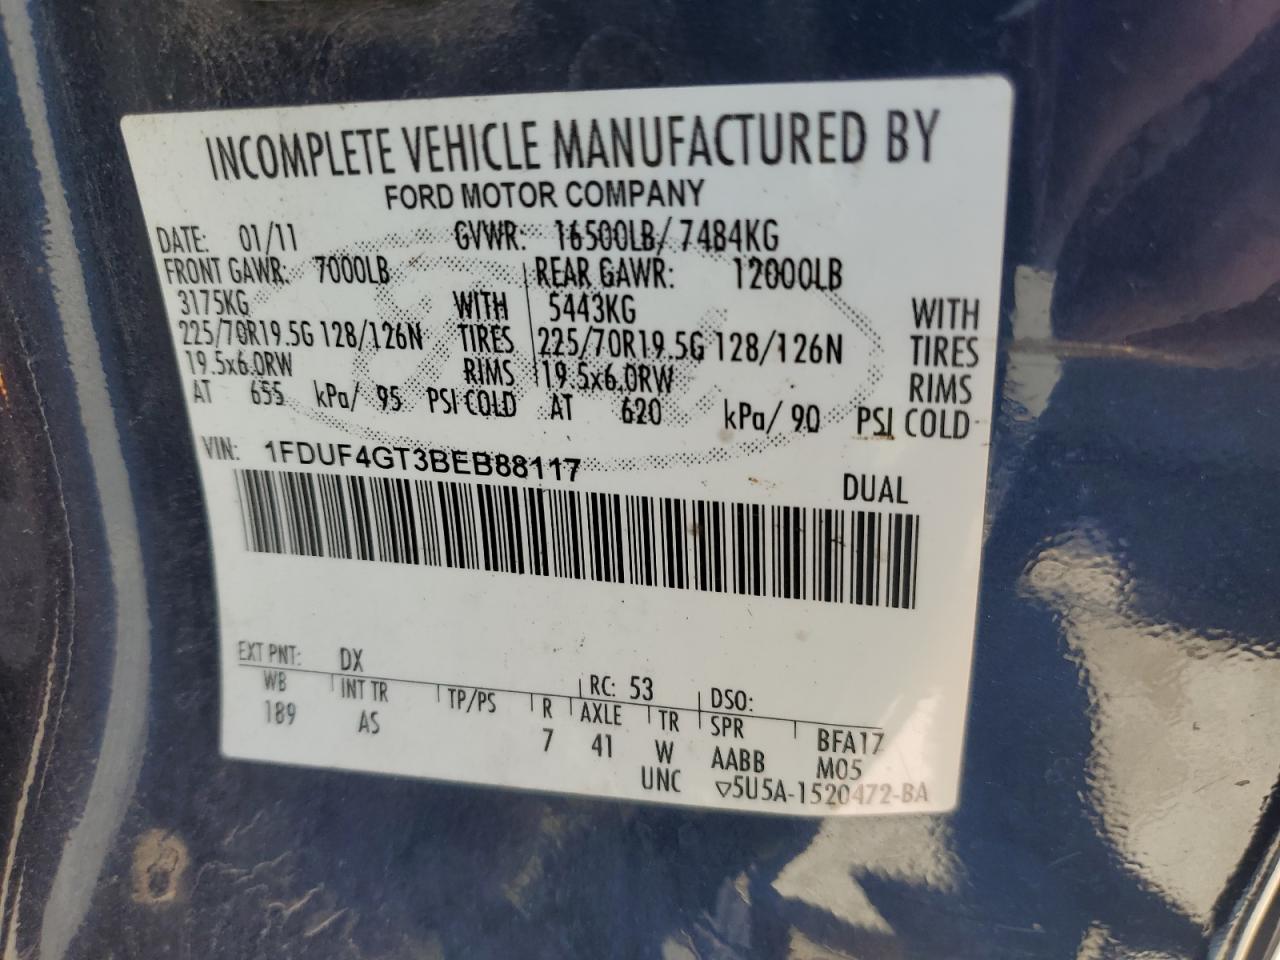 INCOMPLETE VEHICLE MANUFACTURED BY
FORD MOTOR COMPANY
DATE: 01/11 GVWR: 16500LB/ 7484KG
FRONT GAWR: 7000LB REAR GAWR: 12000LB
3175KG WITH 5443KG WITH
225/70R19.5G 128/126N TIRES 225/70R19.5G 128/126N TIRES
19.5x6.0RW RIMS 19.5x6.0RW RIMS
AT 655 kPa/ 95 PSI COLD AT 620 kPa/ 90 PSI COLD
VIN: 1FDUF4GT3BEB88117
DUAL
EXT PNT: DX RC: 53 DSO:
WB INT TR TP/PS R AXLE TR SPR BFA17
189 AS 7 41 W AABB M05
UNC ▽5U5A-1520472-BA